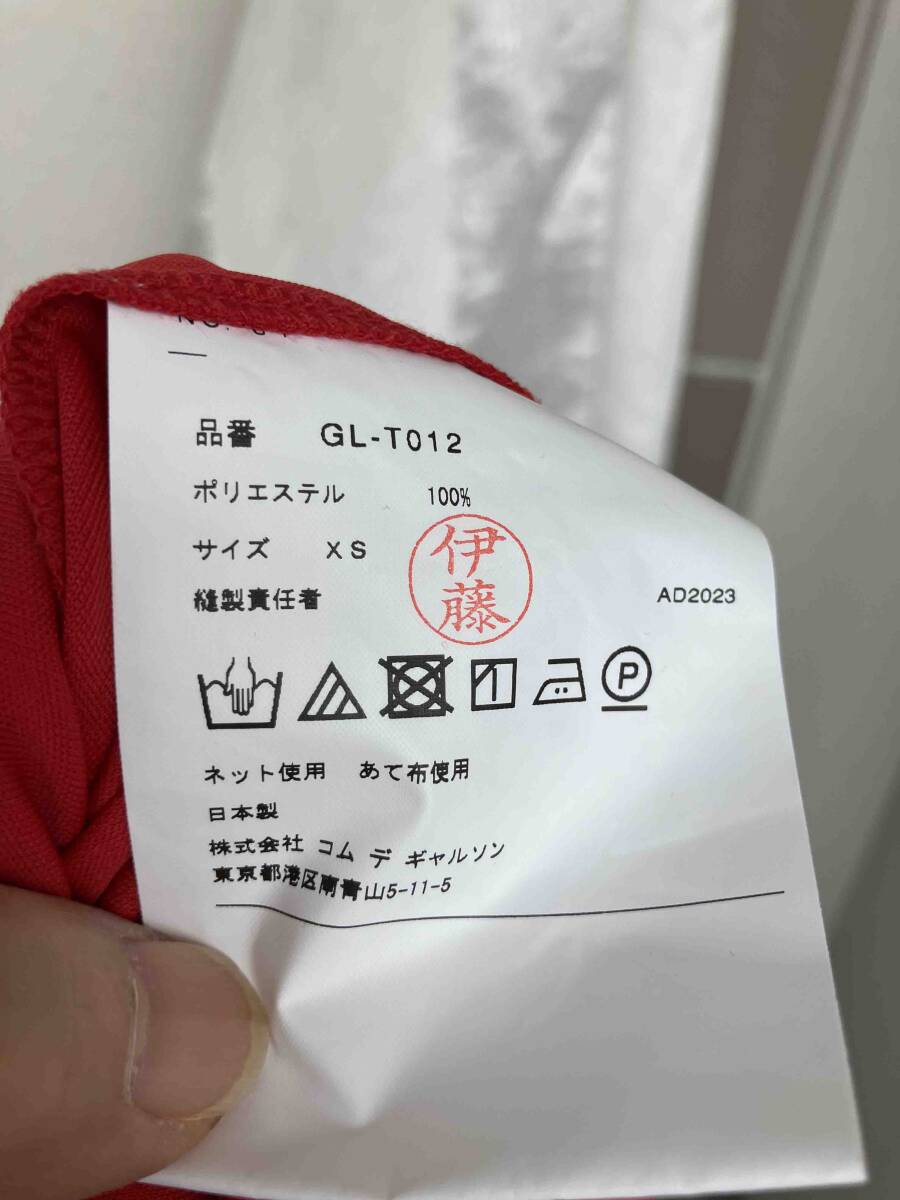 品番 GL-T012
ポリエステル 100%
サイズ XS
伊藤
縫製責任者 AD2023
P
ネット使用 あて布使用
日本製
株式会社 コム デ ギャルソン
東京都港区南青山5-11-5